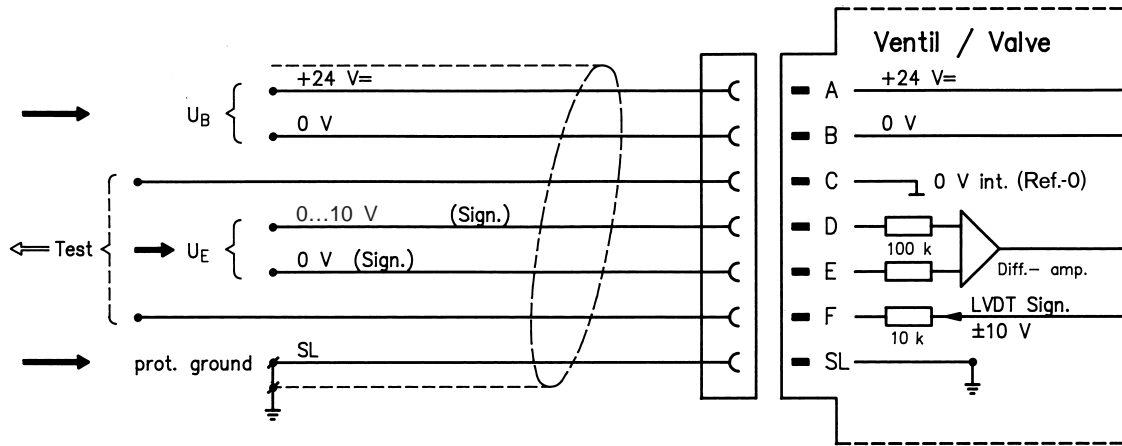 Ventil / Valve
+24 V=
A
+24 V=
U_B
0 V
B
0 V
C
0 V int. (Ref.-0)
0...10 V (Sign.)
D
100 k
Test
U_E
0 V (Sign.)
E
Diff.- amp.
F
LVDT Sign.
±10 V
10 k
prot. ground
SL
SL